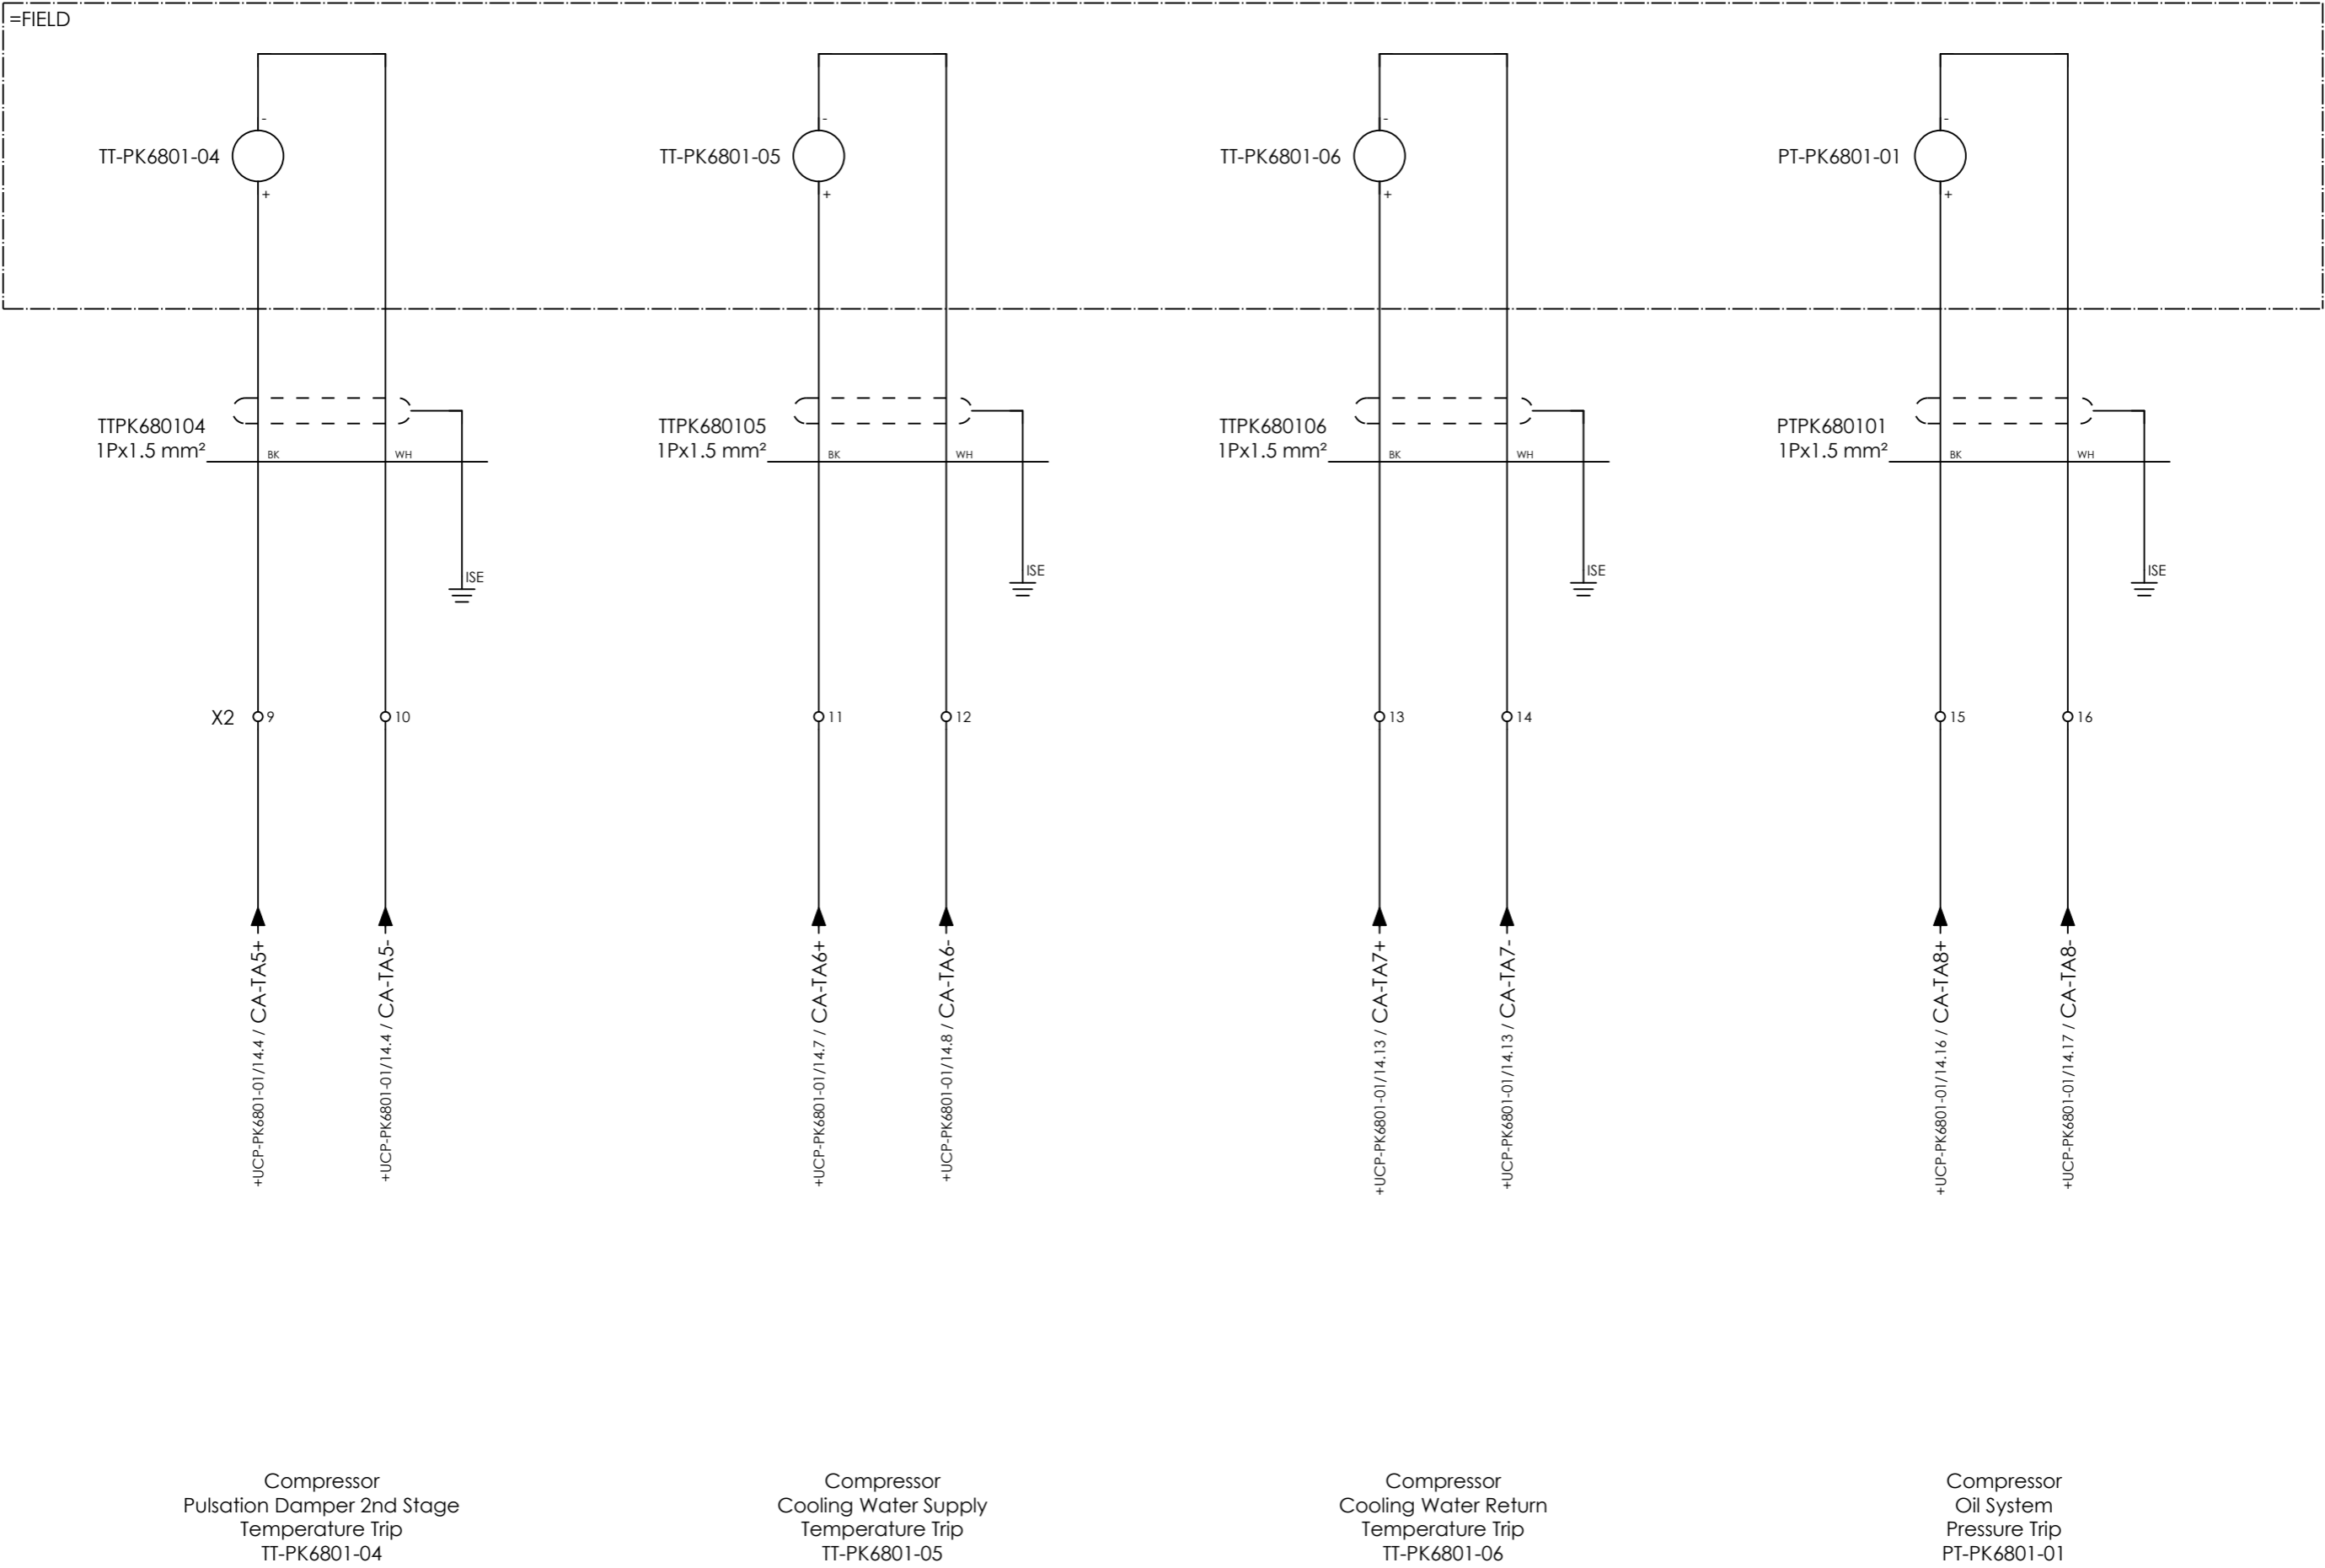 =FIELD
-
-
-
-
TT-PK6801-04
TT-PK6801-05
TT-PK6801-06
PT-PK6801-01
+
+
+
+
TTPK680104
1Px1.5 mm²
BK
WH
TTPK680105
1Px1.5 mm²
BK
WH
TTPK680106
1Px1.5 mm²
BK
WH
PTPK680101
1Px1.5 mm²
BK
WH
ISE
ISE
ISE
ISE
X2
9
10
11
12
13
14
15
16
+UCP-PK6801-01/14.4 / CA-TA5+
+UCP-PK6801-01/14.4 / CA-TA5-
+UCP-PK6801-01/14.7 / CA-TA6+
+UCP-PK6801-01/14.8 / CA-TA6-
+UCP-PK6801-01/14.13 / CA-TA7+
+UCP-PK6801-01/14.13 / CA-TA7-
+UCP-PK6801-01/14.16 / CA-TA8+
+UCP-PK6801-01/14.17 / CA-TA8-
Compressor
Pulsation Damper 2nd Stage
Temperature Trip
TT-PK6801-04
Compressor
Cooling Water Supply
Temperature Trip
TT-PK6801-05
Compressor
Cooling Water Return
Temperature Trip
TT-PK6801-06
Compressor
Oil System
Pressure Trip
PT-PK6801-01